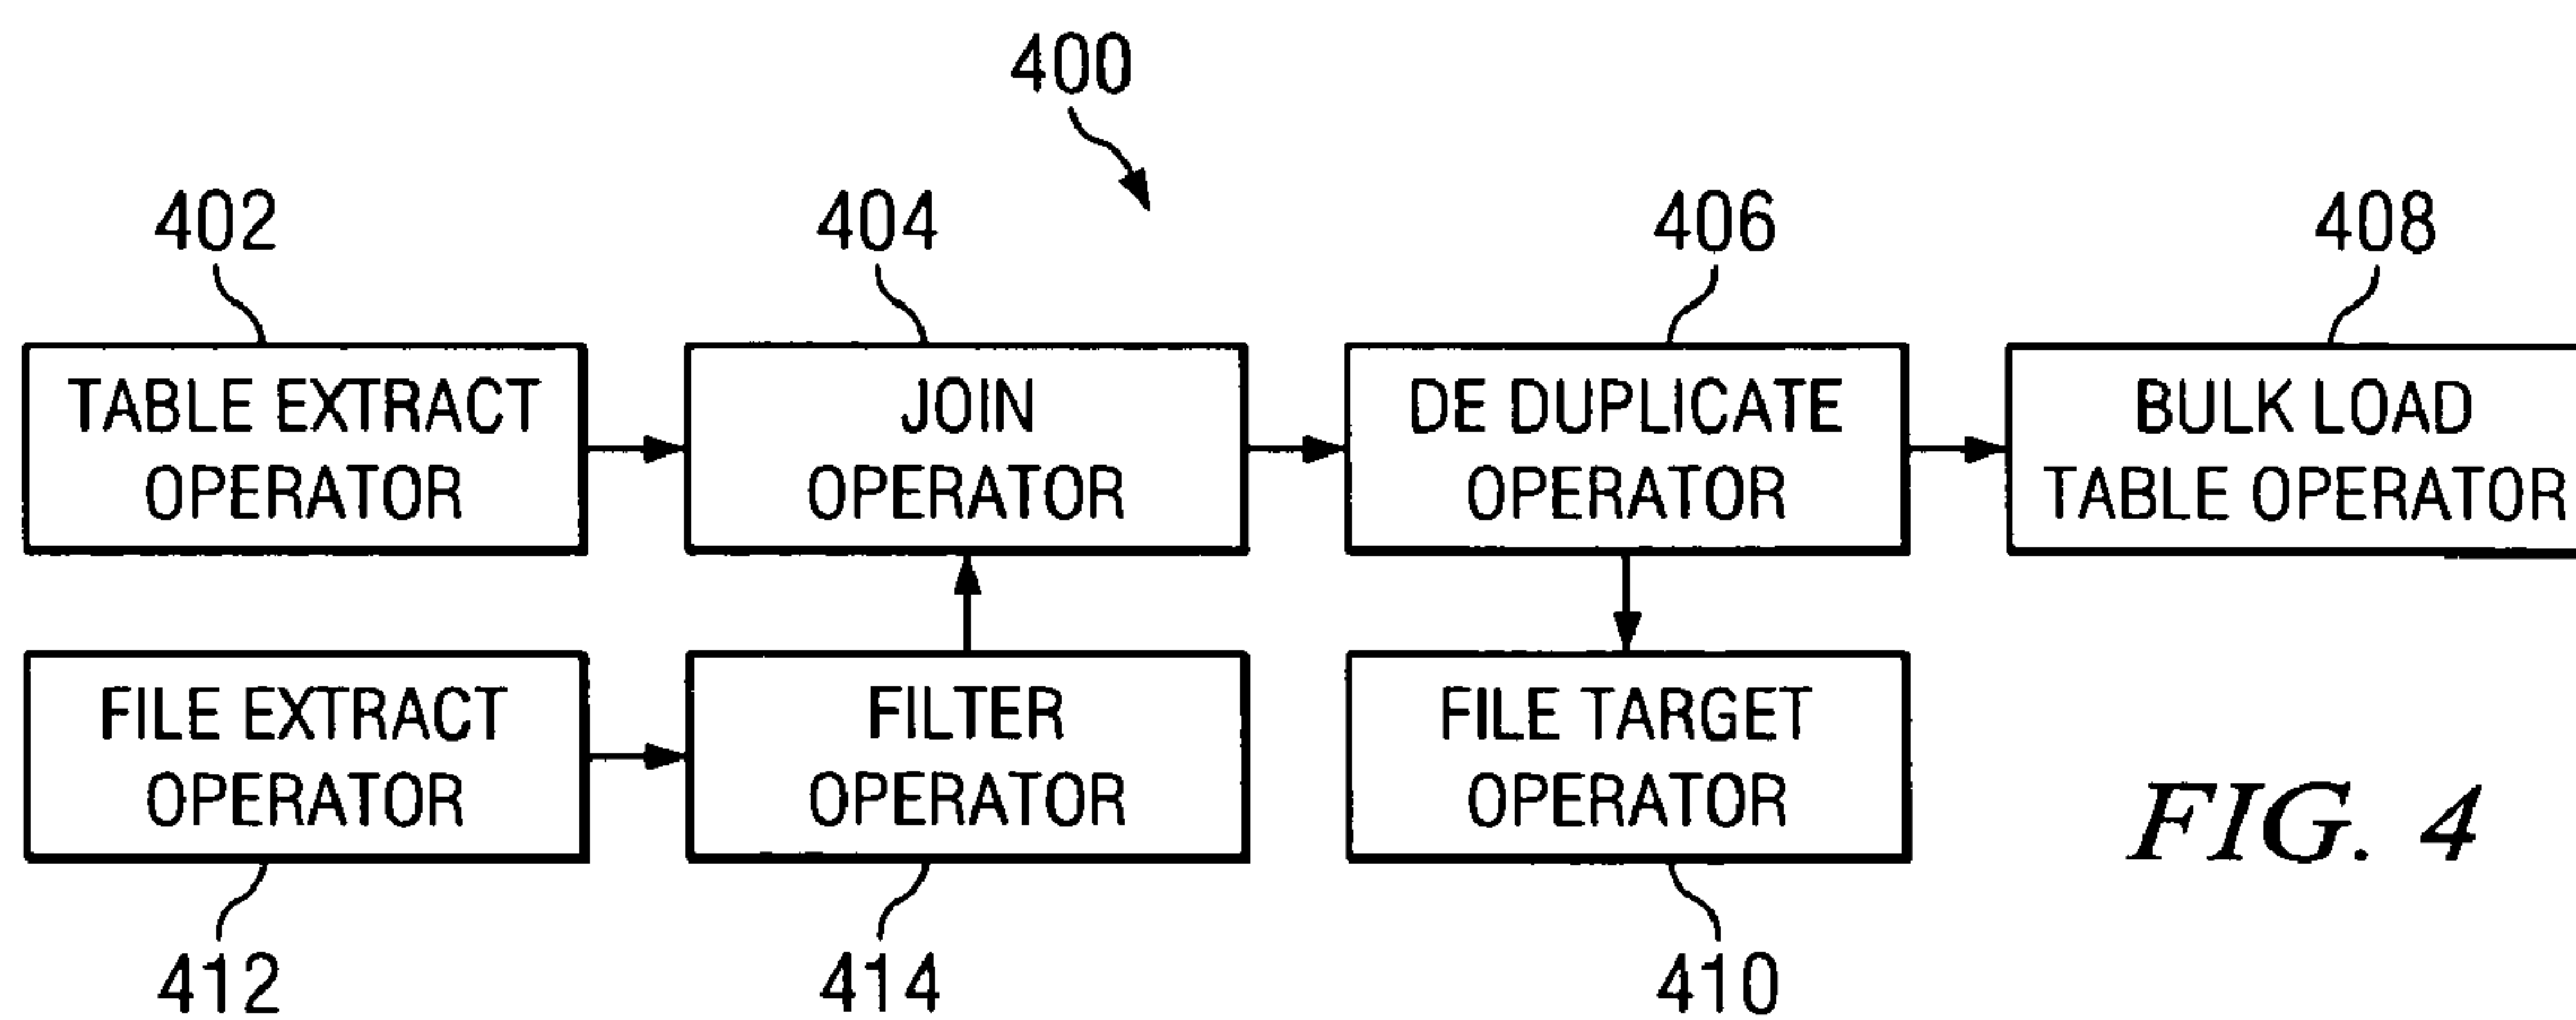 400
402
404
406
408
TABLE EXTRACT
OPERATOR
JOIN
OPERATOR
DE DUPLICATE
OPERATOR
BULK LOAD
TABLE OPERATOR
FILE EXTRACT
OPERATOR
FILTER
OPERATOR
FILE TARGET
OPERATOR
FIG. 4
412
414
410